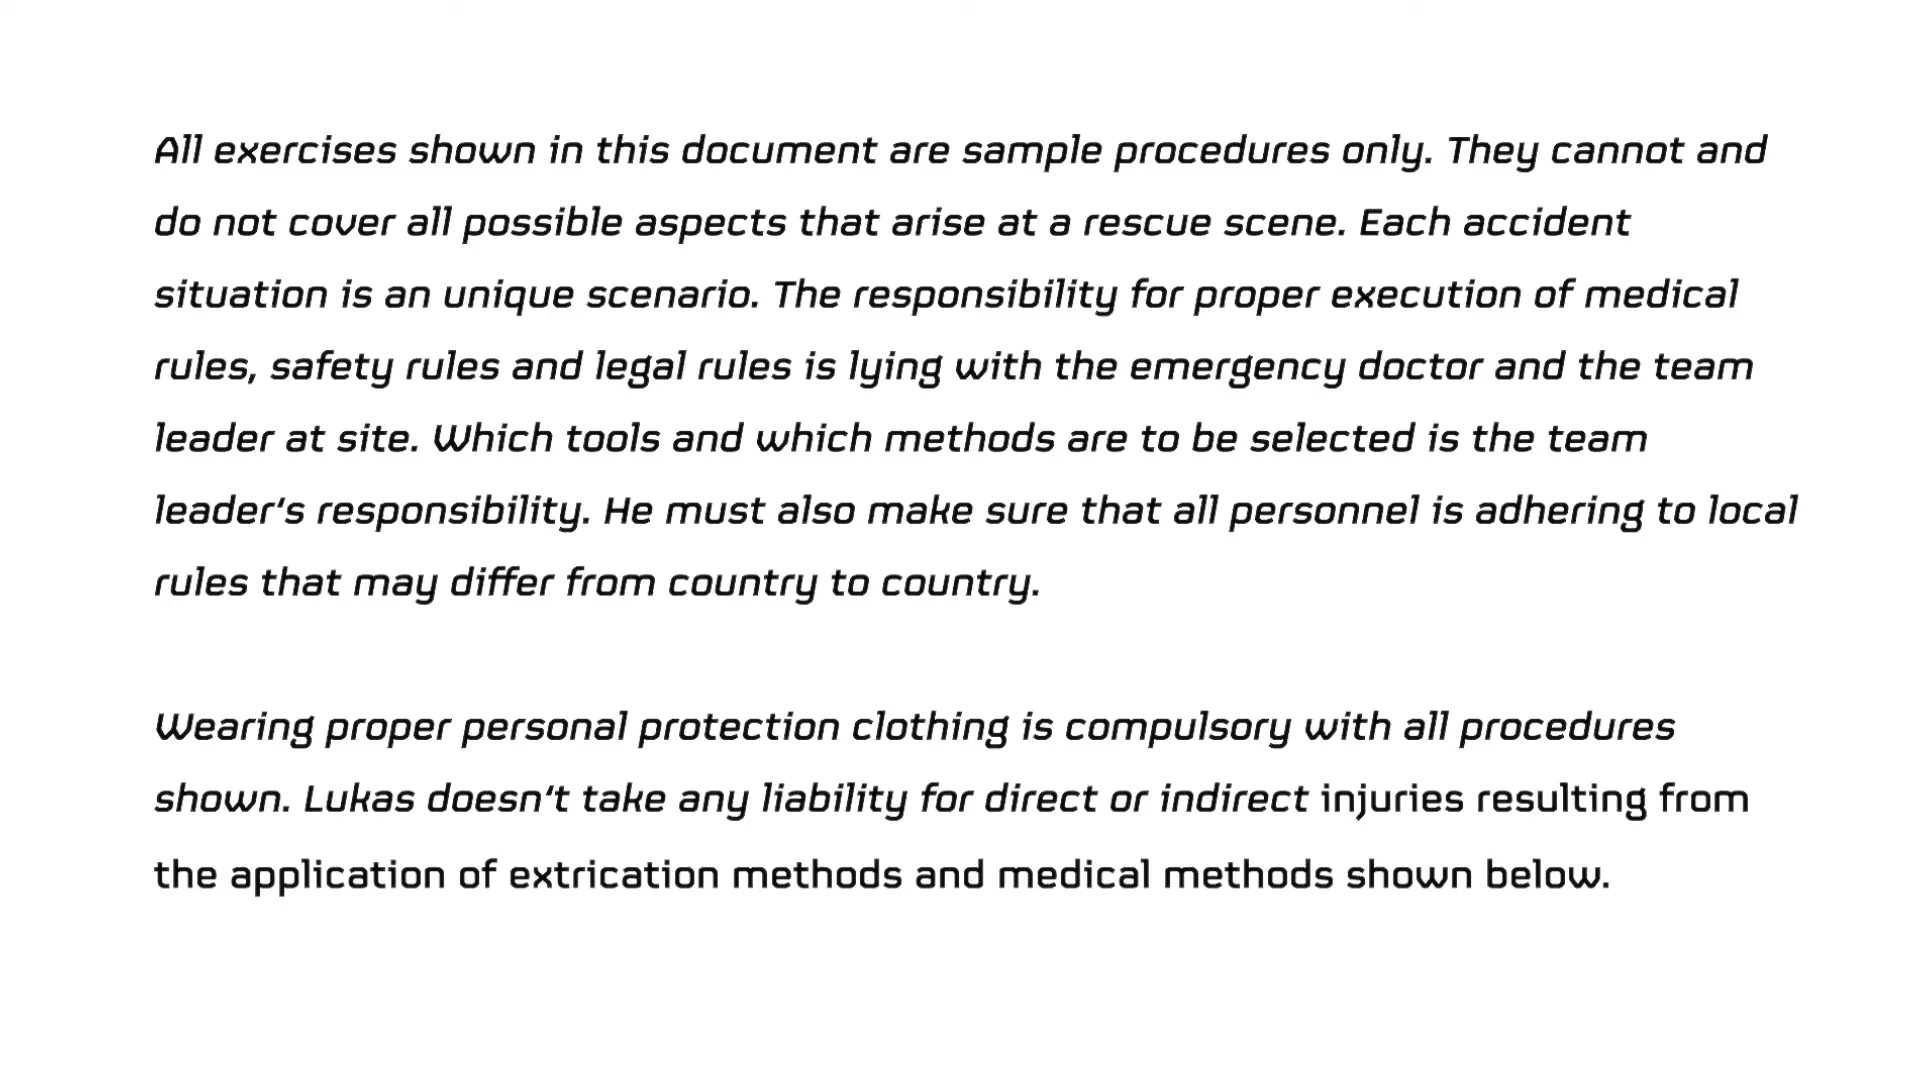 All exercises shown in this document are sample procedures only. They cannot and
do not cover all possible aspects that arise at a rescue scene. Each accident
situation is an unique scenario. The responsibility for proper execution of medical
rules, safety rules and legal rules is lying with the emergency doctor and the team
leader at site. Which tools and which methods are to be selected is the team
leader‘s responsibility. He must also make sure that all personnel is adhering to local
rules that may differ from country to country.
Wearing proper personal protection clothing is compulsory with all procedures
shown. Lukas doesn‘t take any liability for direct or indirect injuries resulting from
the application of extrication methods and medical methods shown below.